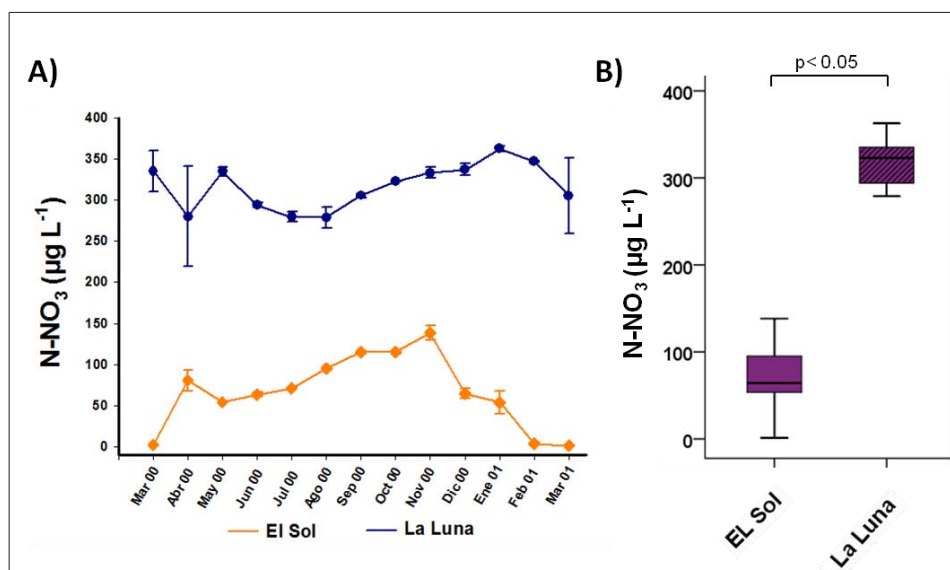 A)
N-NO3 (µg L-1)
400
350
300
250
200
150
100
50
0
Mar 00
Abr 00
May 00
Jun 00
Jul 00
Ago 00
Sep 00
Oct 00
Nov 00
Dic 00
Ene 01
Feb 01
Mar 01
El Sol
La Luna
B)
p< 0.05
N-NO3 (µg L-1)
400
300
200
100
0
EL Sol
La Luna